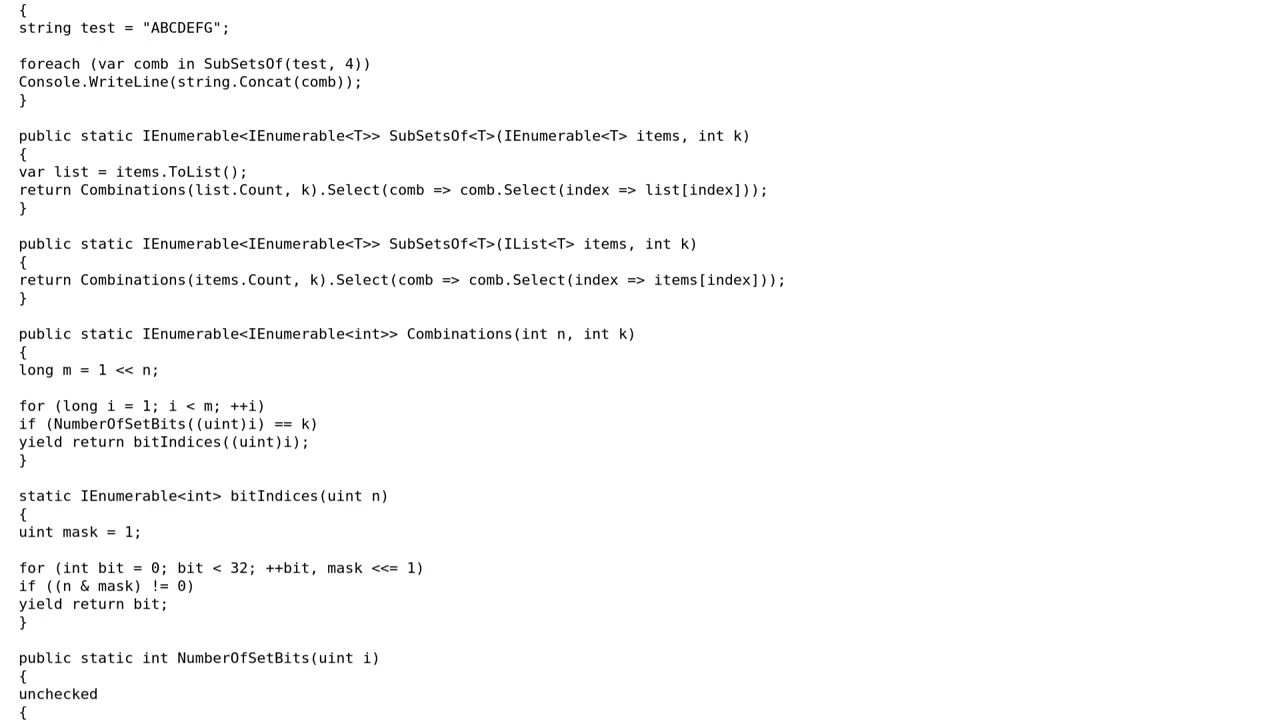 {
string test = "ABCDEFG";
foreach (var comb in SubSetsOf(test, 4))
Console.WriteLine(string.Concat(comb));
}
public static IEnumerable<IEnumerable<T>> SubSetsOf<T>(IEnumerable<T> items, int k)
{
var list = items.ToList();
return Combinations(list.Count, k).Select(comb => comb.Select(index => list[index]));
}
public static IEnumerable<IEnumerable<T>> SubSetsOf<T>(IList<T> items, int k)
{
return Combinations(items.Count, k).Select(comb => comb.Select(index => items[index]));
}
public static IEnumerable<IEnumerable<int>> Combinations(int n, int k)
{
long m = 1 << n;
for (long i = 1; i < m; ++i)
if (NumberOfSetBits((uint)i) == k)
yield return bitIndices((uint)i);
}
static IEnumerable<int> bitIndices(uint n)
{
uint mask = 1;
for (int bit = 0; bit < 32; ++bit, mask <<= 1)
if ((n & mask) != 0)
yield return bit;
}
public static int NumberOfSetBits(uint i)
{
unchecked
{